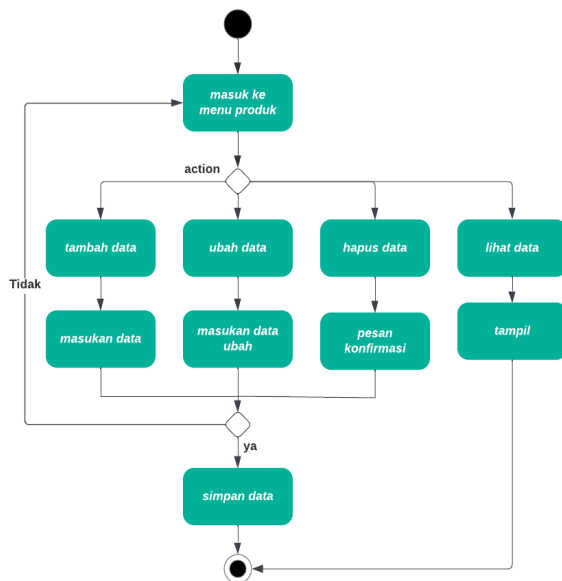 masuk ke
menu produk
action
tambah data
ubah data
hapus data
lihat data
Tidak
masukan data
masukan data
ubah
pesan
konfirmasi
tampil
ya
simpan data